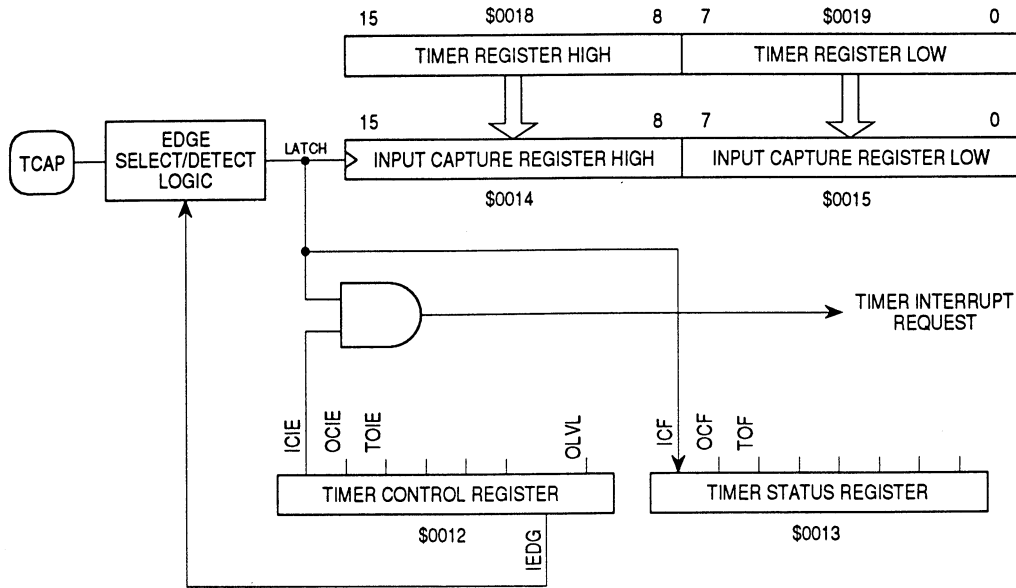 15 $0018 8 7 $0019 0
TIMER REGISTER HIGH TIMER REGISTER LOW
15 8 7 0
TCAP
EDGE
SELECT/DETECT
LOGIC
LATCH
INPUT CAPTURE REGISTER HIGH INPUT CAPTURE REGISTER LOW
$0014 $0015
TIMER INTERRUPT
REQUEST
ICIE
OCIE
TOIE
OLVL
ICF
OCF
TOF
TIMER CONTROL REGISTER
TIMER STATUS REGISTER
$0012
IEDG
$0013